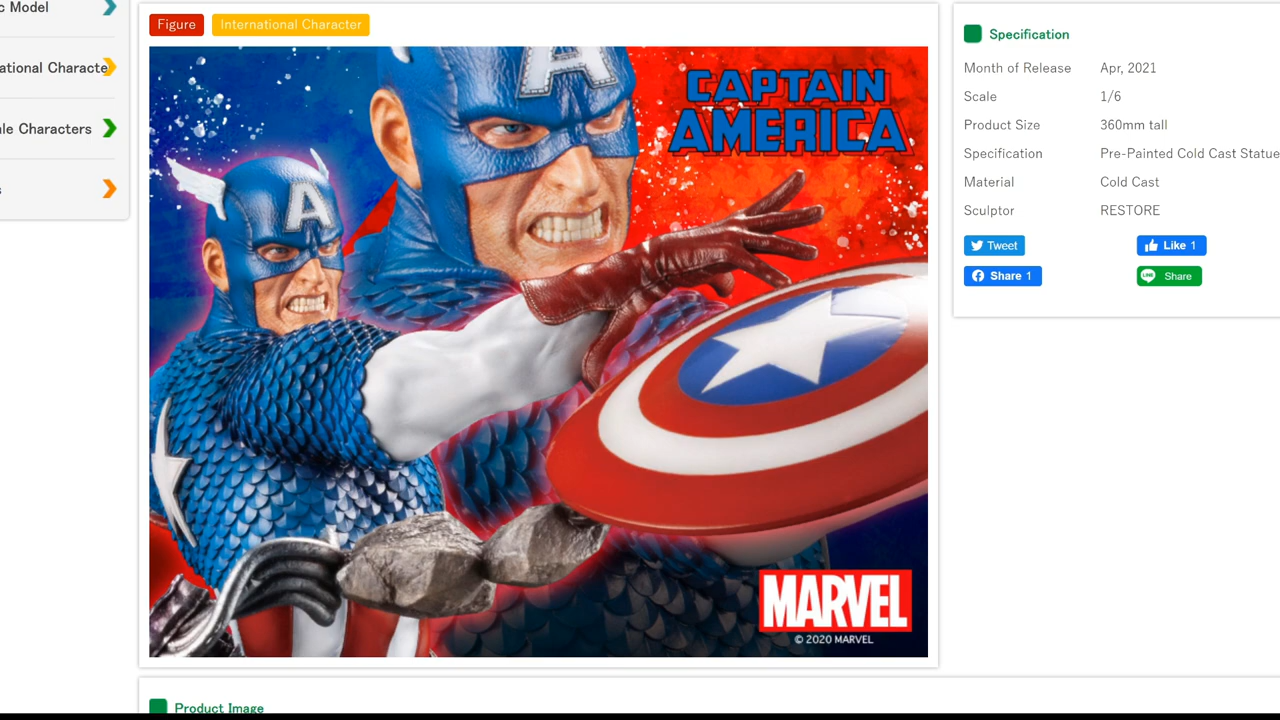 c Model
ational Characte
le Characters
s
Figure
International Character
A
A
CAPTAIN
AMERICA
MARVEL
© 2020 MARVEL
Product Image
Specification
Month of Release Apr, 2021
Scale 1/6
Product Size 360mm tall
Specification Pre-Painted Cold Cast Statue
Material Cold Cast
Sculptor RESTORE
Tweet
Like 1
Share 1
LINE Share